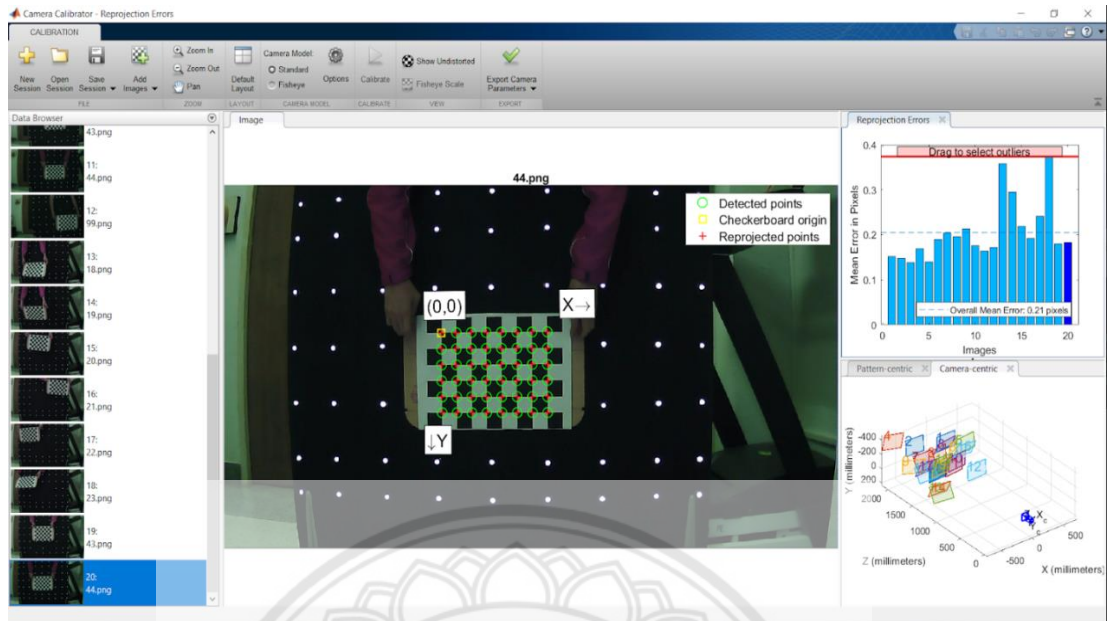 Camera Calibrator - Reprojection Errors
CALIBRATION
New Session
Open Session
Save Session
Add Images
Zoom In
Zoom Out
Pan
Default Layout
Camera Model:
Standard
Fisheye
Options
Calibrate
Show Undistorted
Fisheye Scale
Export Camera Parameters
FILE
ZOOM
LAYOUT
CAMERA MODEL
CALIBRATE
VIEW
EXPORT
Data Browser
43.png
11:
44.png
12:
99.png
13:
18.png
14:
19.png
15:
20.png
16:
21.png
17:
22.png
18:
23.png
19:
43.png
20:
44.png
Image
44.png
Detected points
Checkerboard origin
Reprojected points
(0,0)
X→
↓Y
Reprojection Errors
Drag to select outliers
0.4
0.3
0.2
0.1
0
Mean Error in Pixels
Overall Mean Error: 0.21 pixels
0 5 10 15 20
Images
Pattern-centric
Camera-centric
-400
-200
0
200
Y (millimeters)
2000
1500
1000
500
0
Z (millimeters)
-500
0
500
X (millimeters)
4
2
12
X c
Y c